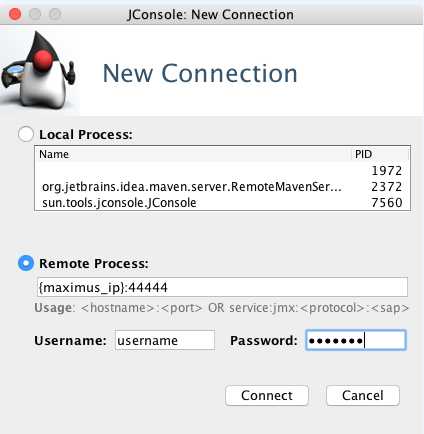 JConsole: New Connection
New Connection
Local Process:
Name PID
1972
org.jetbrains.idea.maven.server.RemoteMavenSer... 2372
sun.tools.jconsole.JConsole 7560
Remote Process:
{maximus_ip}:44444
Usage: <hostname>:<port> OR service:jmx:<protocol>:<sap>
Username: username Password: •••••••
Connect Cancel